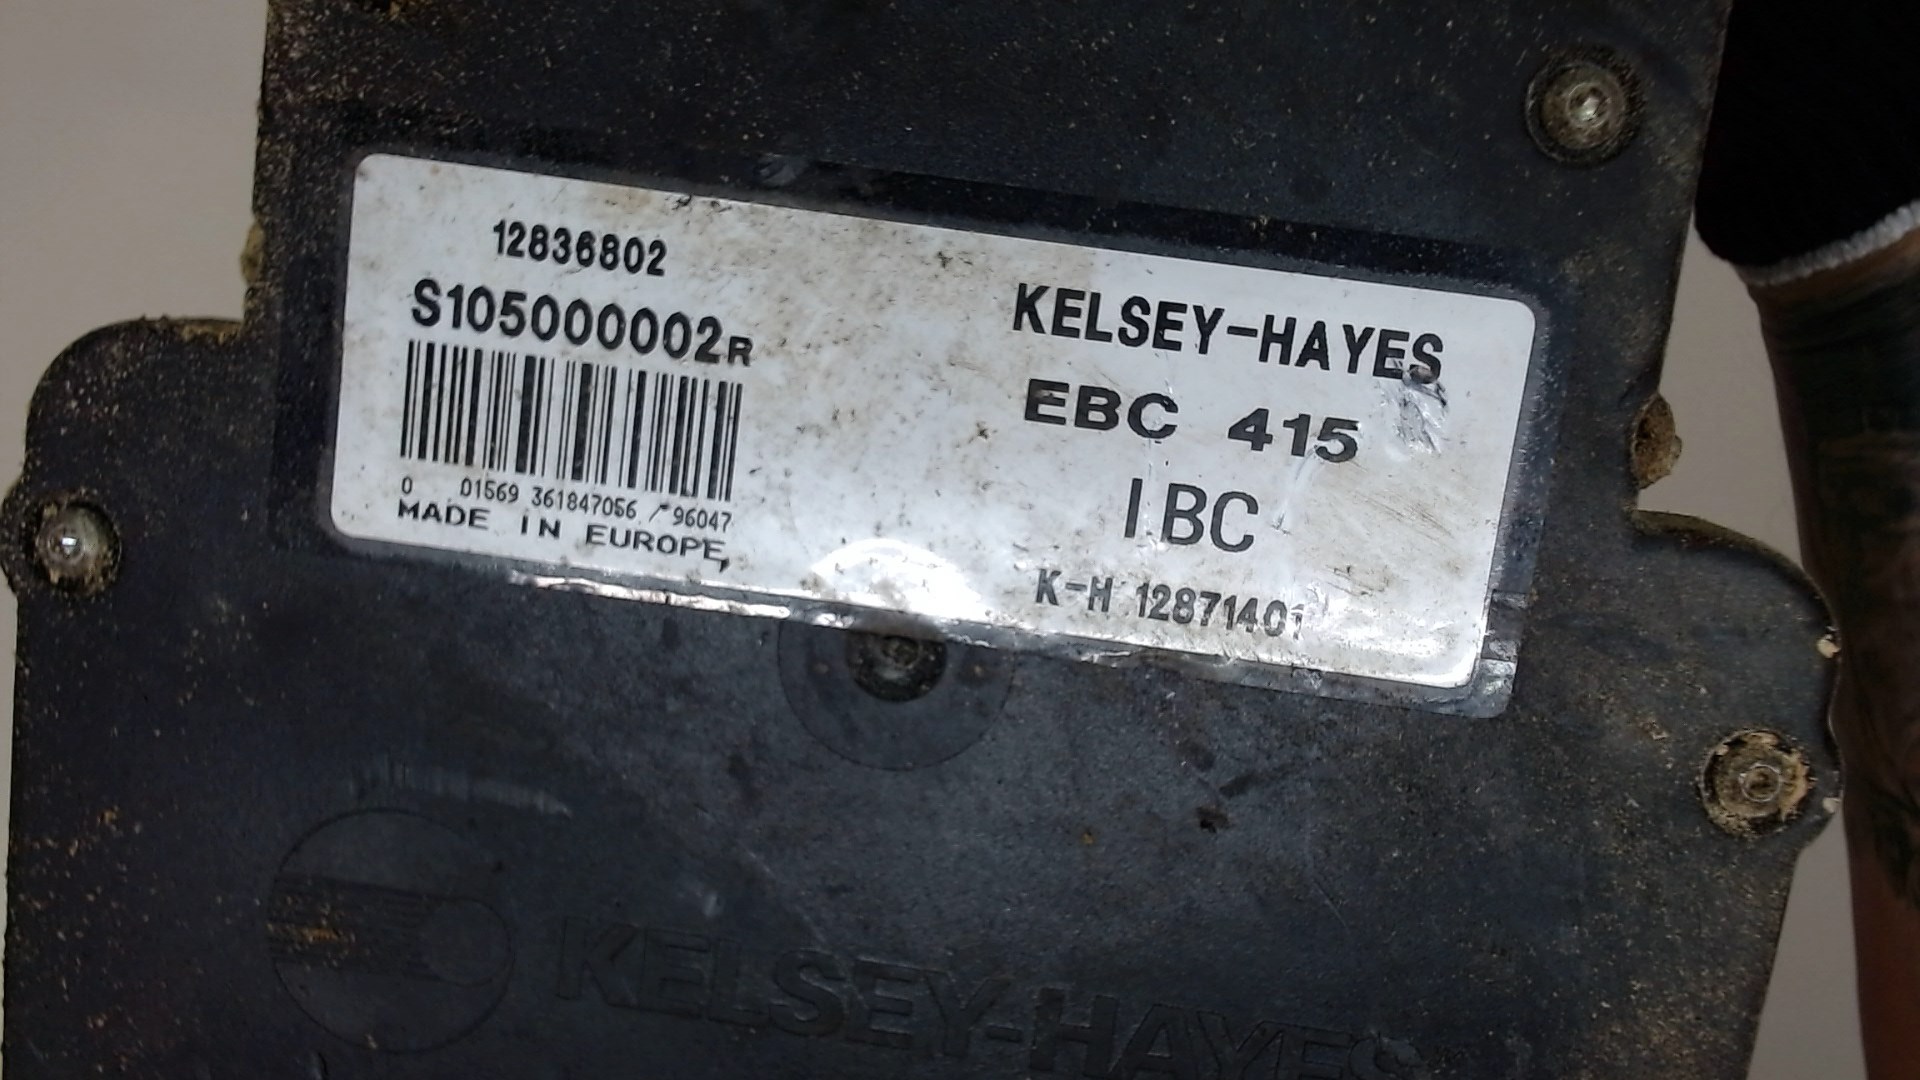 12836802
S105000002R
0 01569 361847056 / 96047
MADE IN EUROPE,
KELSEY-HAYES
EBC 415
IBC
K-H 12871401
KELSEY-HAYES